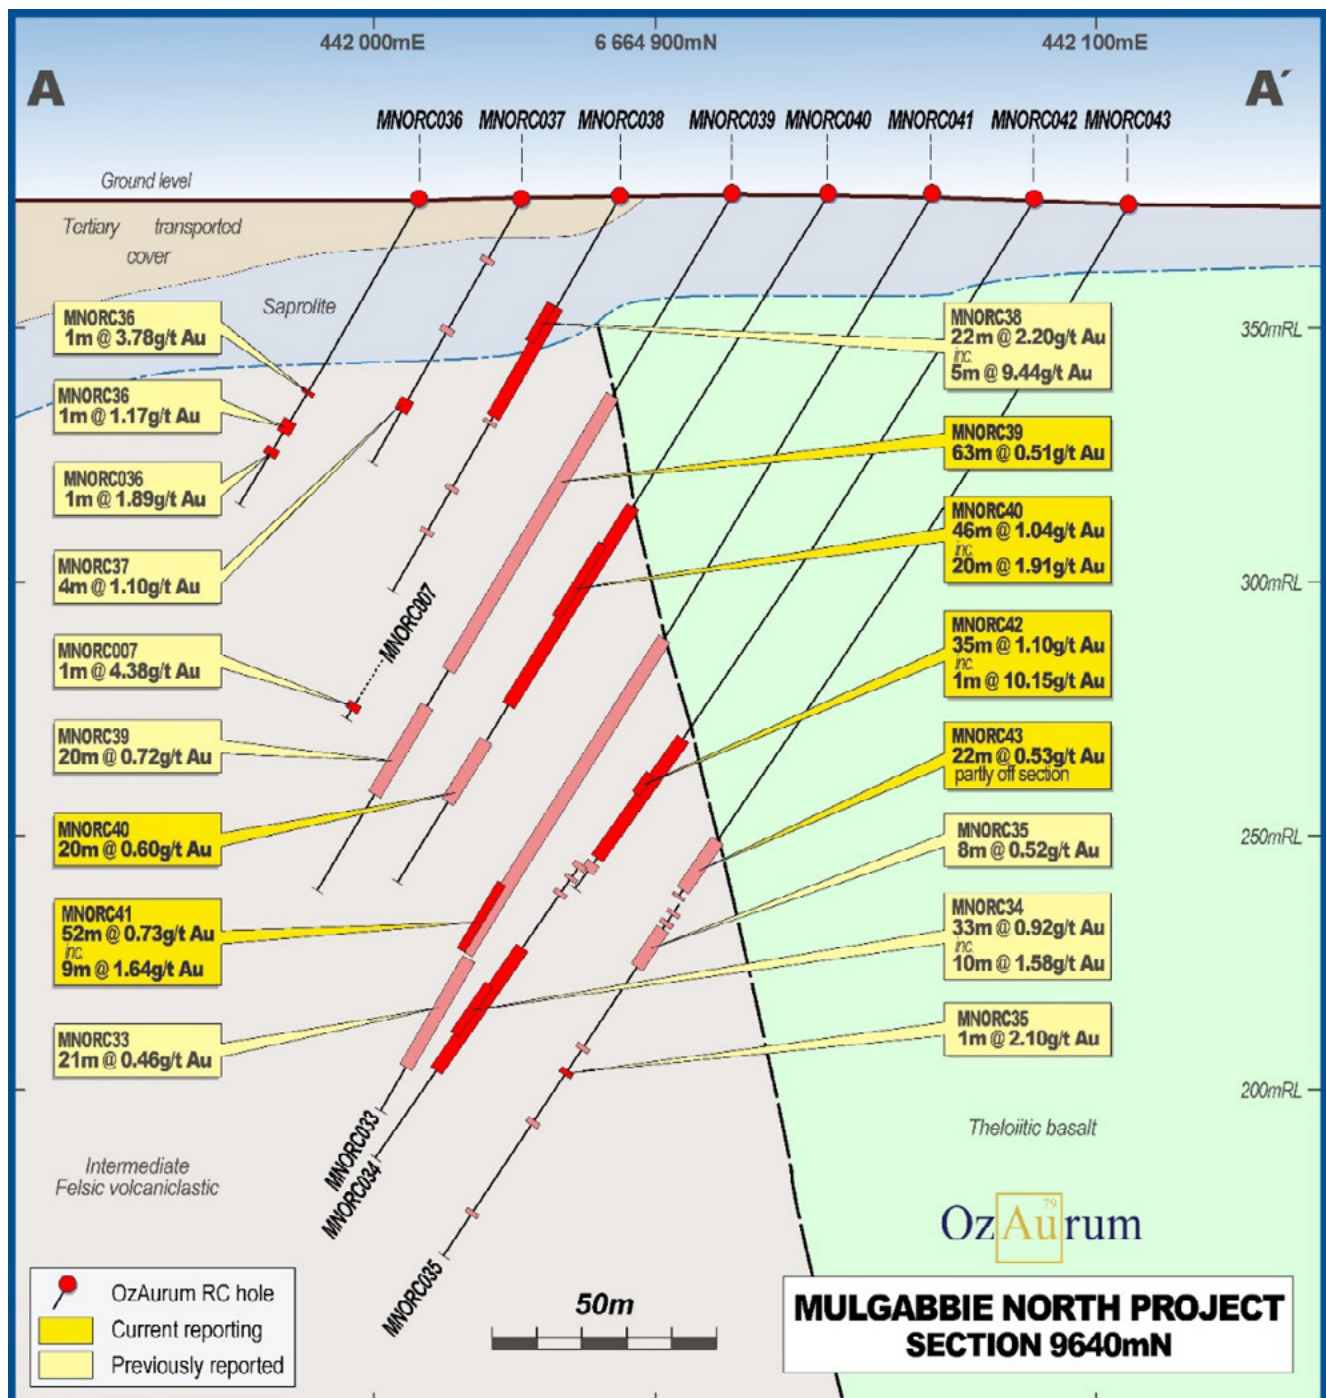 442 000mE 6 664 900mN 442 100mE
A A´
MNORC036 MNORC037 MNORC038 MNORC039 MNORC040 MNORC041 MNORC042 MNORC043
Ground level
Tertiary transported
cover
Saprolite
MNORC36
1m @ 3.78g/t Au
MNORC36
1m @ 1.17g/t Au
MNORC036
1m @ 1.89g/t Au
MNORC37
4m @ 1.10g/t Au
MNORC007
MNORC007
1m @ 4.38g/t Au
MNORC39
20m @ 0.72g/t Au
MNORC40
20m @ 0.60g/t Au
MNORC41
52m @ 0.73g/t Au
inc.
9m @ 1.64g/t Au
MNORC33
21m @ 0.46g/t Au
MNORC38
22m @ 2.20g/t Au
inc.
5m @ 9.44g/t Au
MNORC39
63m @ 0.51g/t Au
MNORC40
46m @ 1.04g/t Au
inc.
20m @ 1.91g/t Au
MNORC42
35m @ 1.10g/t Au
inc.
1m @ 10.15g/t Au
MNORC43
22m @ 0.53g/t Au
partly off section
MNORC35
8m @ 0.52g/t Au
MNORC34
33m @ 0.92g/t Au
inc.
10m @ 1.58g/t Au
MNORC35
1m @ 2.10g/t Au
350mRL
300mRL
250mRL
200mRL
MNORC033
MNORC034
MNORC035
Intermediate
Felsic volcaniclastic
Theloiitic basalt
79
OzAurum
OzAurum RC hole
Current reporting
Previously reported
50m
MULGABBIE NORTH PROJECT
SECTION 9640mN